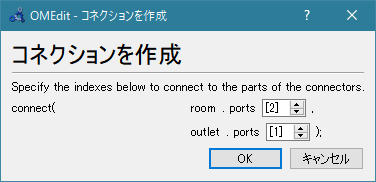 OMEdit - コネクションを作成 ?
コネクションを作成
Specify the indexes below to connect to the parts of the connectors.
connect( room . ports [2] ,
outlet . ports [1] );
OK キャンセル